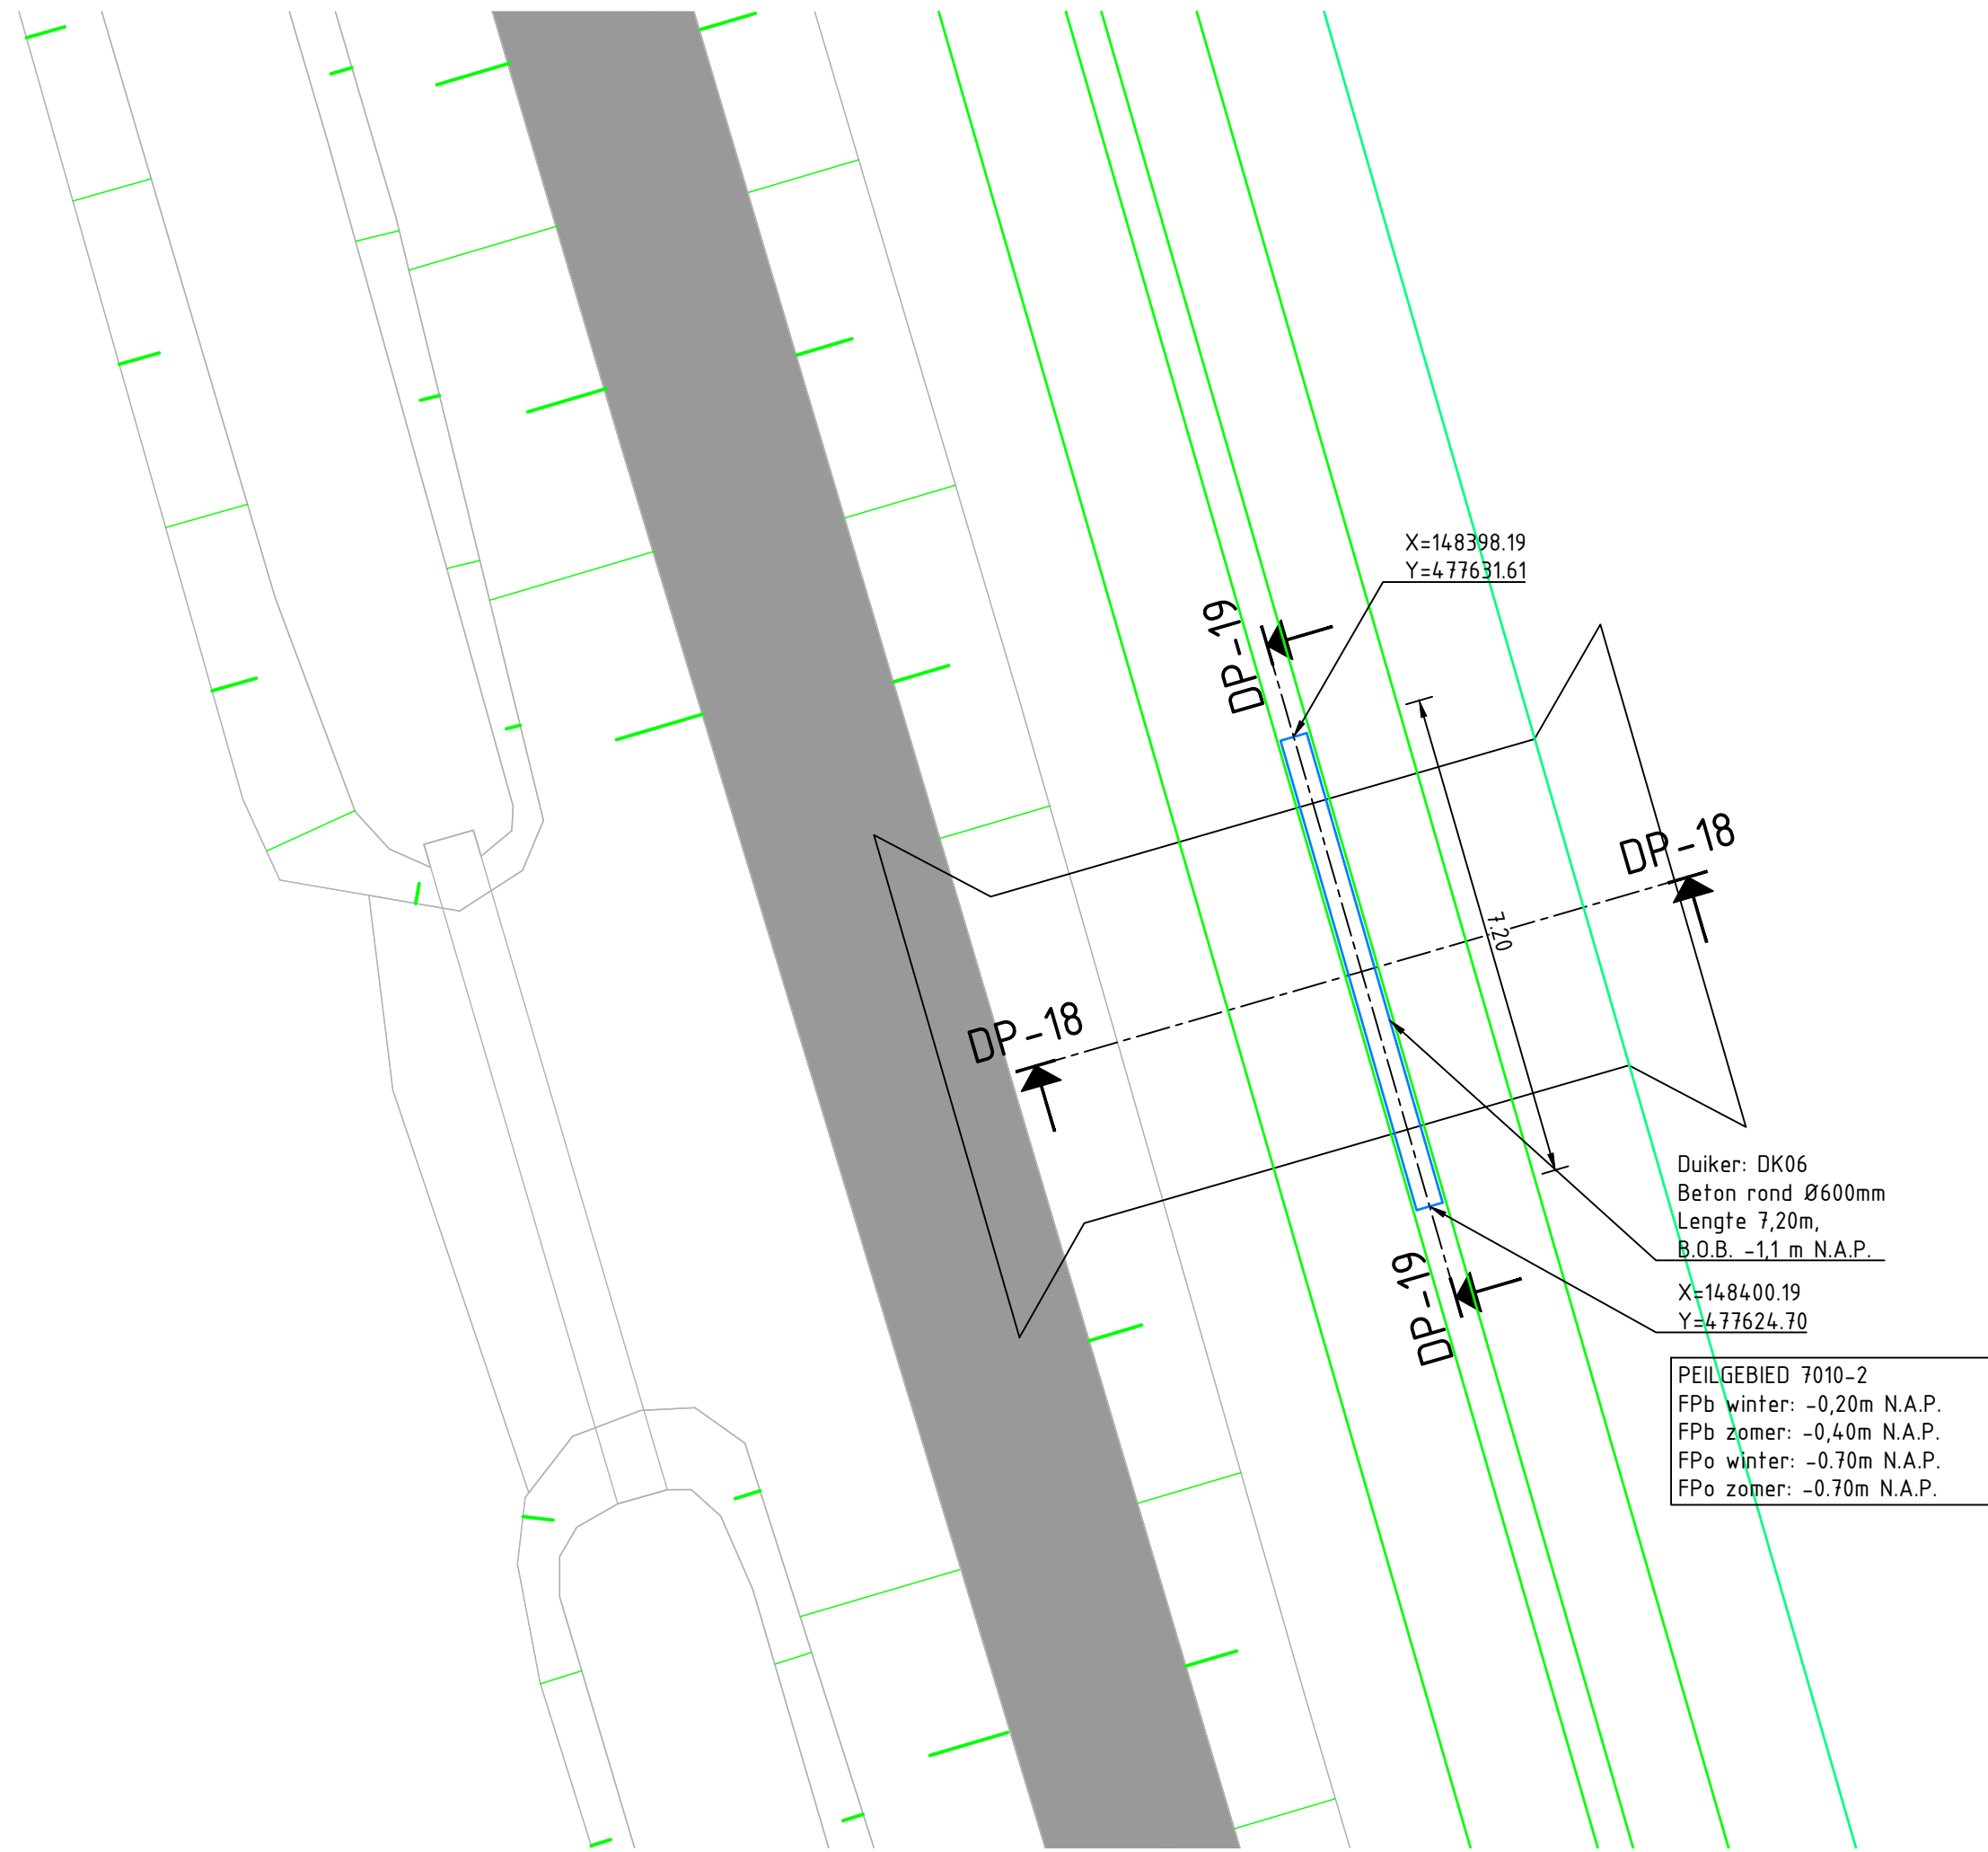 X=148398.19
Y=477631.61
DP-19
DP-18
7.20
DP-18
Duiker: DK06
Beton rond Ø600mm
Lengte 7,20m,
B.O.B. -1,1 m N.A.P.
DP-19
X=148400.19
Y=477624.70
PEILGEBIED 7010-2
FPb winter: -0,20m N.A.P.
FPb zomer: -0,40m N.A.P.
FPo winter: -0.70m N.A.P.
FPo zomer: -0.70m N.A.P.